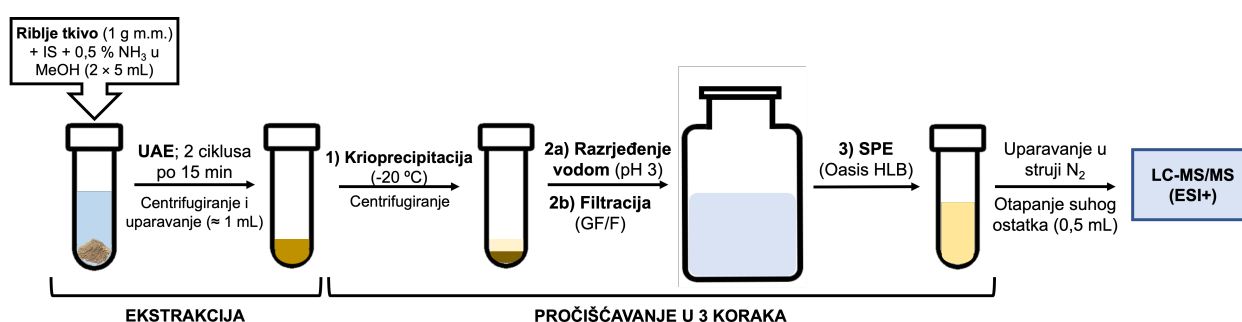 Riblje tkivo (1 g m.m.)
+ IS + 0,5 % NH₃ u
MeOH (2 × 5 mL)
UAE; 2 ciklusa
po 15 min
Centrifugiranje i
uparavanje (≈ 1 mL)
1) Krioprecipitacija
(-20 ºC)
Centrifugiranje
2a) Razrjeđenje
vodom (pH 3)
2b) Filtracija
(GF/F)
3) SPE
(Oasis HLB)
Uparavanje u
struji N₂
Otapanje suhog
ostatka (0,5 mL)
LC-MS/MS
(ESI+)
EKSTRAKCIJA
PROČIŠĆAVANJE U 3 KORAKA